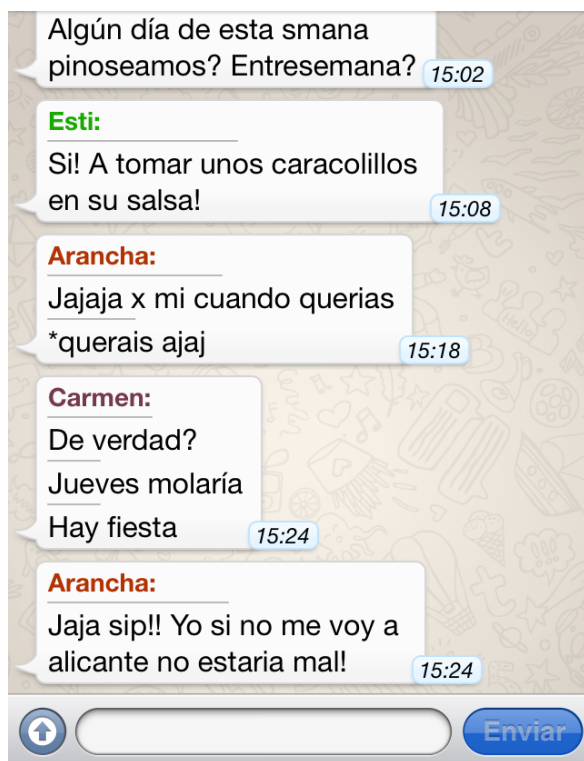 Algún día de esta smana
pinoseamos? Entresemana?
15:02
Esti:
Si! A tomar unos caracolillos
en su salsa!
15:08
Arancha:
Jajaja x mi cuando querias
*querais ajaj
15:18
Carmen:
De verdad?
Jueves molaría
Hay fiesta
15:24
Arancha:
Jaja sip!! Yo si no me voy a
alicante no estaria mal!
15:24
Enviar